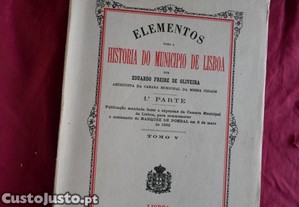 ELEMENTOS
PARA A
HISTORIA DO MUNICIPIO DE LISBOA
POR
EDUARDO FREIRE DE OLIVEIRA
ARCHIVISTA DA CAMARA MUNICIPAL DA MESMA CIDADE
1.ª PARTE
Publicação mandada fazer a expensas da Camara Municipal
de Lisboa, para commemorar
o centenario do MARQUEZ DE POMBAL em 8 de maio
de 1882
TOMO V
LISBOA
CustoJusto.pt